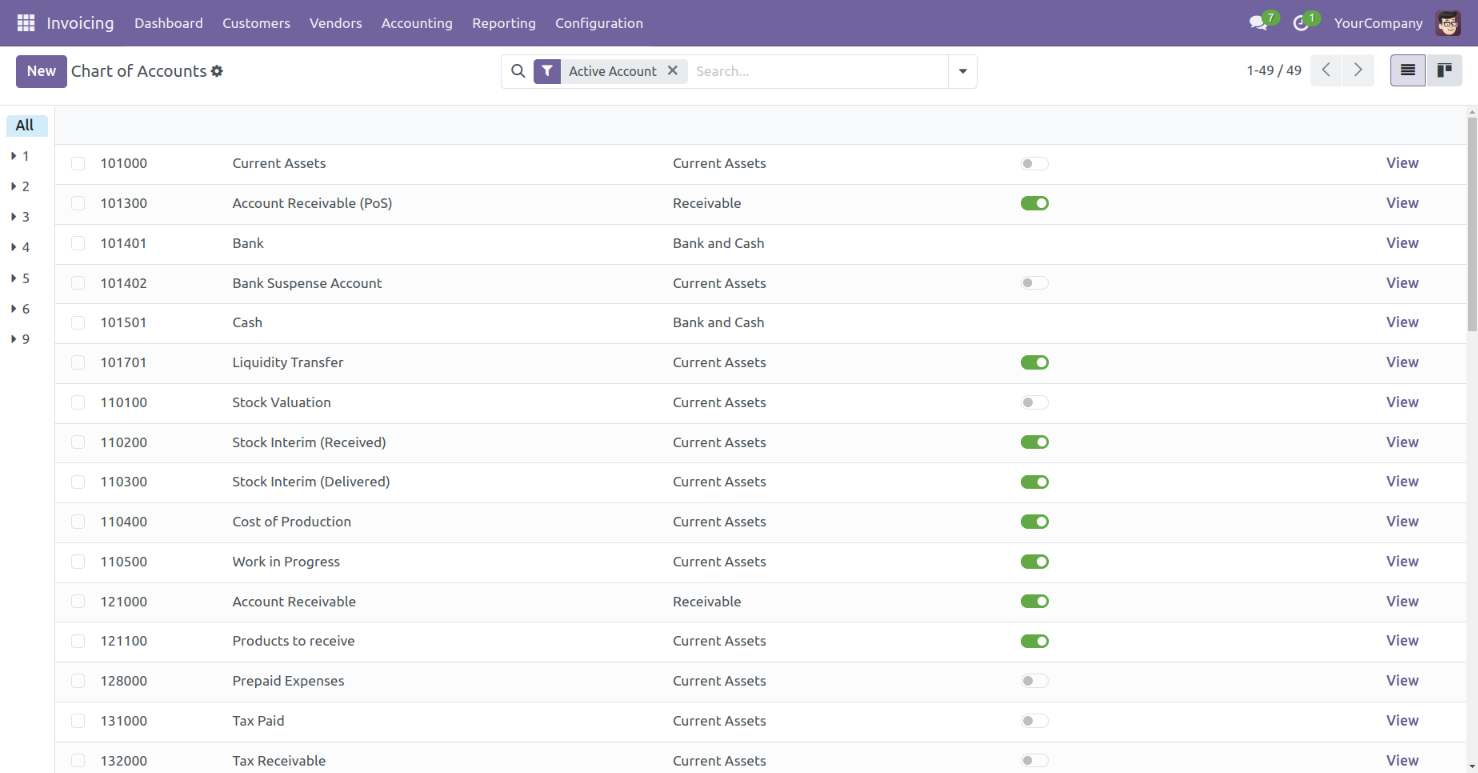 Invoicing Dashboard Customers Vendors Accounting Reporting Configuration 7 1 YourCompany
New Chart of Accounts Active Account Search... 1-49 / 49
All
1
2
3
4
5
6
9
101000 Current Assets Current Assets View
101300 Account Receivable (PoS) Receivable View
101401 Bank Bank and Cash View
101402 Bank Suspense Account Current Assets View
101501 Cash Bank and Cash View
101701 Liquidity Transfer Current Assets View
110100 Stock Valuation Current Assets View
110200 Stock Interim (Received) Current Assets View
110300 Stock Interim (Delivered) Current Assets View
110400 Cost of Production Current Assets View
110500 Work in Progress Current Assets View
121000 Account Receivable Receivable View
121100 Products to receive Current Assets View
128000 Prepaid Expenses Current Assets View
131000 Tax Paid Current Assets View
132000 Tax Receivable Current Assets View